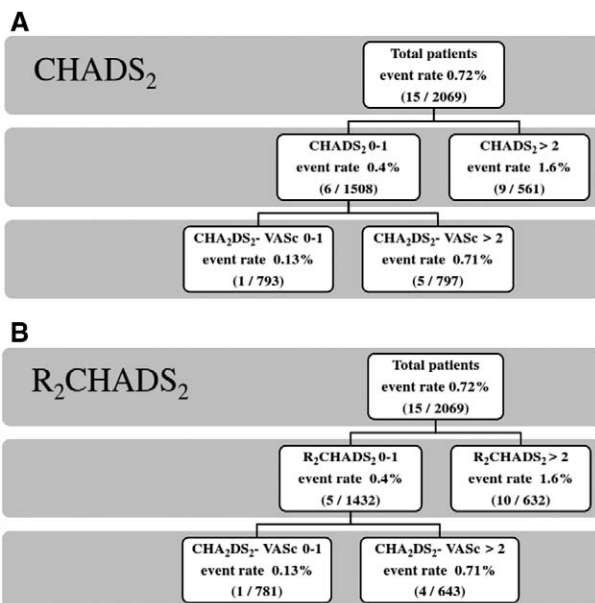 A
CHADS₂
Total patients
event rate 0.72%
(15 / 2069)
CHADS₂ 0-1
event rate 0.4%
(6 / 1508)
CHADS₂ > 2
event rate 1.6%
(9 / 561)
CHA₂DS₂- VASc 0-1
event rate 0.13%
(1 / 793)
CHA₂DS₂- VASc > 2
event rate 0.71%
(5 / 797)
B
R₂CHADS₂
Total patients
event rate 0.72%
(15 / 2069)
R₂CHADS₂ 0-1
event rate 0.4%
(5 / 1432)
R₂CHADS₂ > 2
event rate 1.6%
(10 / 632)
CHA₂DS₂- VASc 0-1
event rate 0.13%
(1 / 781)
CHA₂DS₂- VASc > 2
event rate 0.71%
(4 / 643)